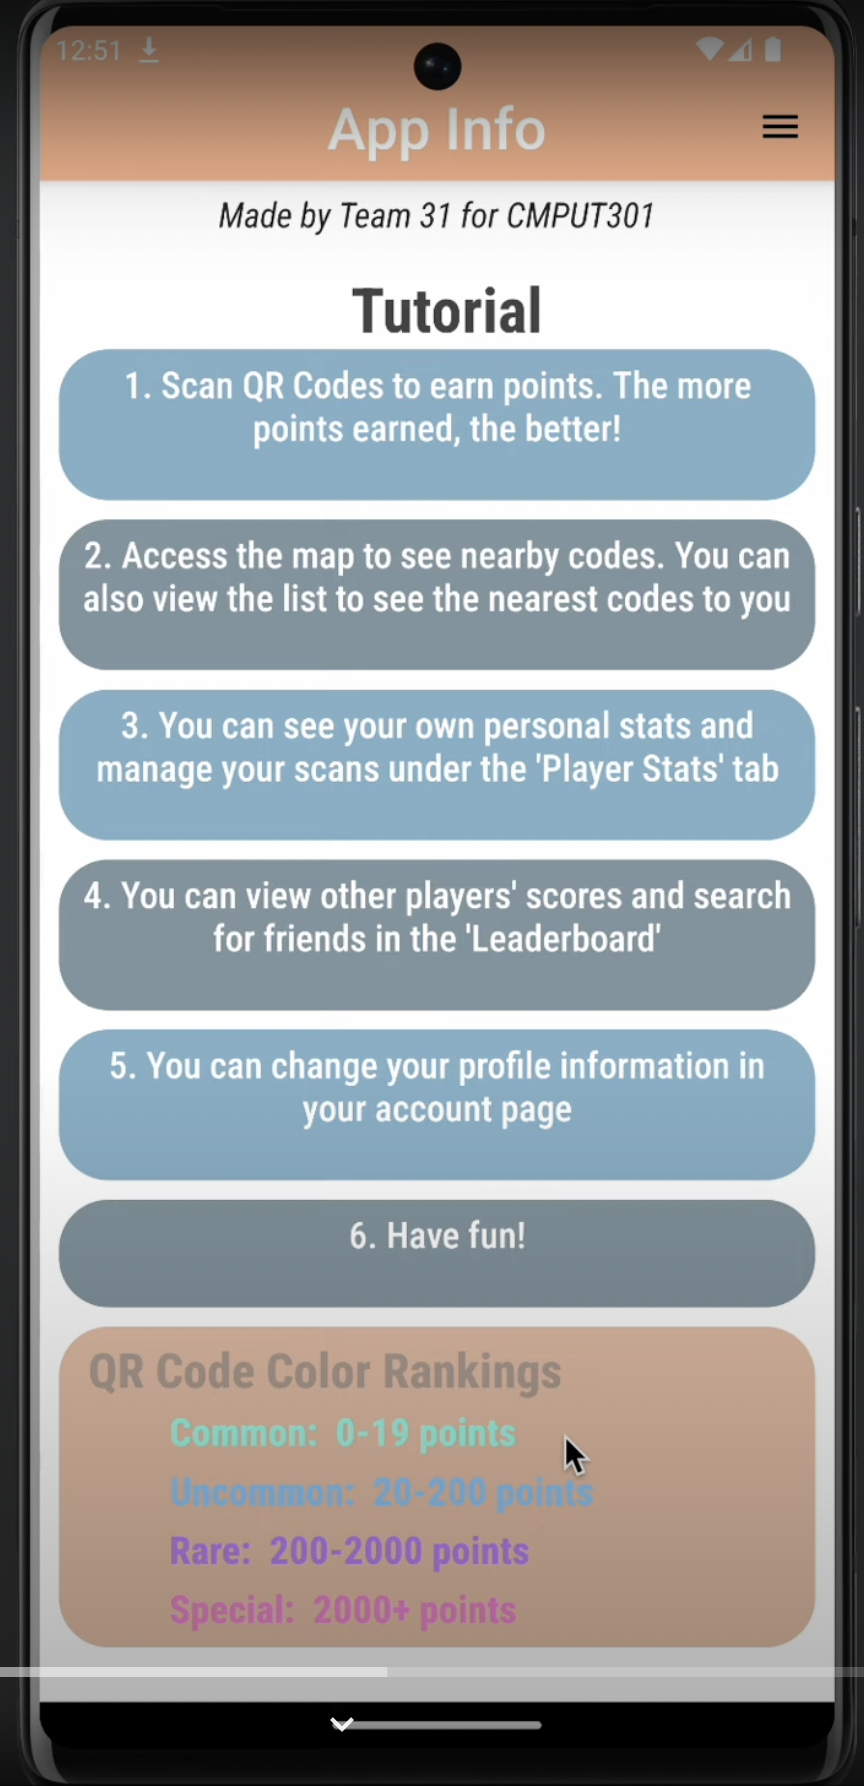 12:51
App Info
Made by Team 31 for CMPUT301
Tutorial
1. Scan QR Codes to earn points. The more
points earned, the better!
2. Access the map to see nearby codes. You can
also view the list to see the nearest codes to you
3. You can see your own personal stats and
manage your scans under the 'Player Stats' tab
4. You can view other players' scores and search
for friends in the 'Leaderboard'
5. You can change your profile information in
your account page
6. Have fun!
QR Code Color Rankings
Common: 0-19 points
Uncommon: 20-200 points
Rare: 200-2000 points
Special: 2000+ points